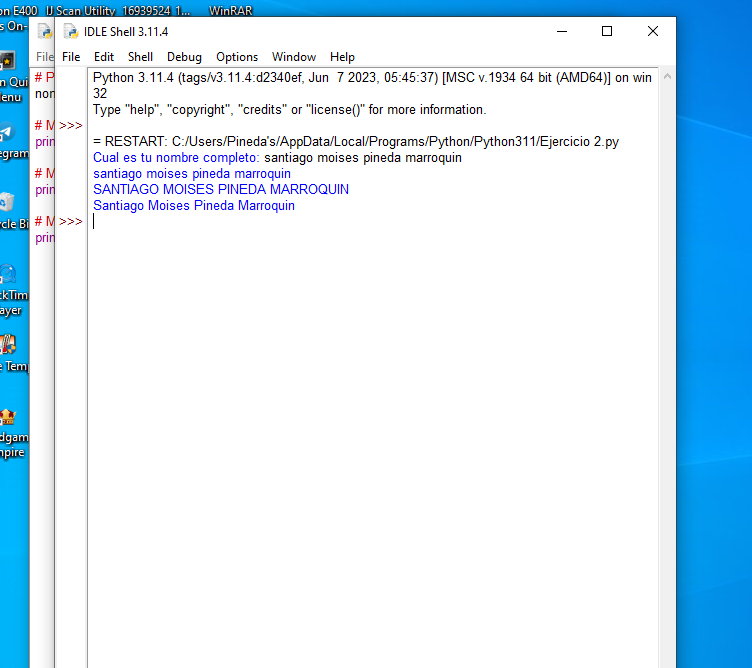 on E400 IJ Scan Utility 16939524_1... WinRAR
s On-
IDLE Shell 3.11.4
File
File Edit Shell Debug Options Window Help
Python 3.11.4 (tags/v3.11.4:d2340ef, Jun  7 2023, 05:45:37) [MSC v.1934 64 bit (AMD64)] on win
32
Type "help", "copyright", "credits" or "license()" for more information.
>>>
= RESTART: C:/Users/Pineda's/AppData/Local/Programs/Python/Python311/Ejercicio 2.py
Cual es tu nombre completo: santiago moises pineda marroquin
santiago moises pineda marroquin
SANTIAGO MOISES PINEDA MARROQUIN
Santiago Moises Pineda Marroquin
>>>
# P
nom
# M
prin
# M
prin
# M
prin
n Qui
enu
egram
cle Bi
ckTim
ayer
e Tem
dgam
mpire